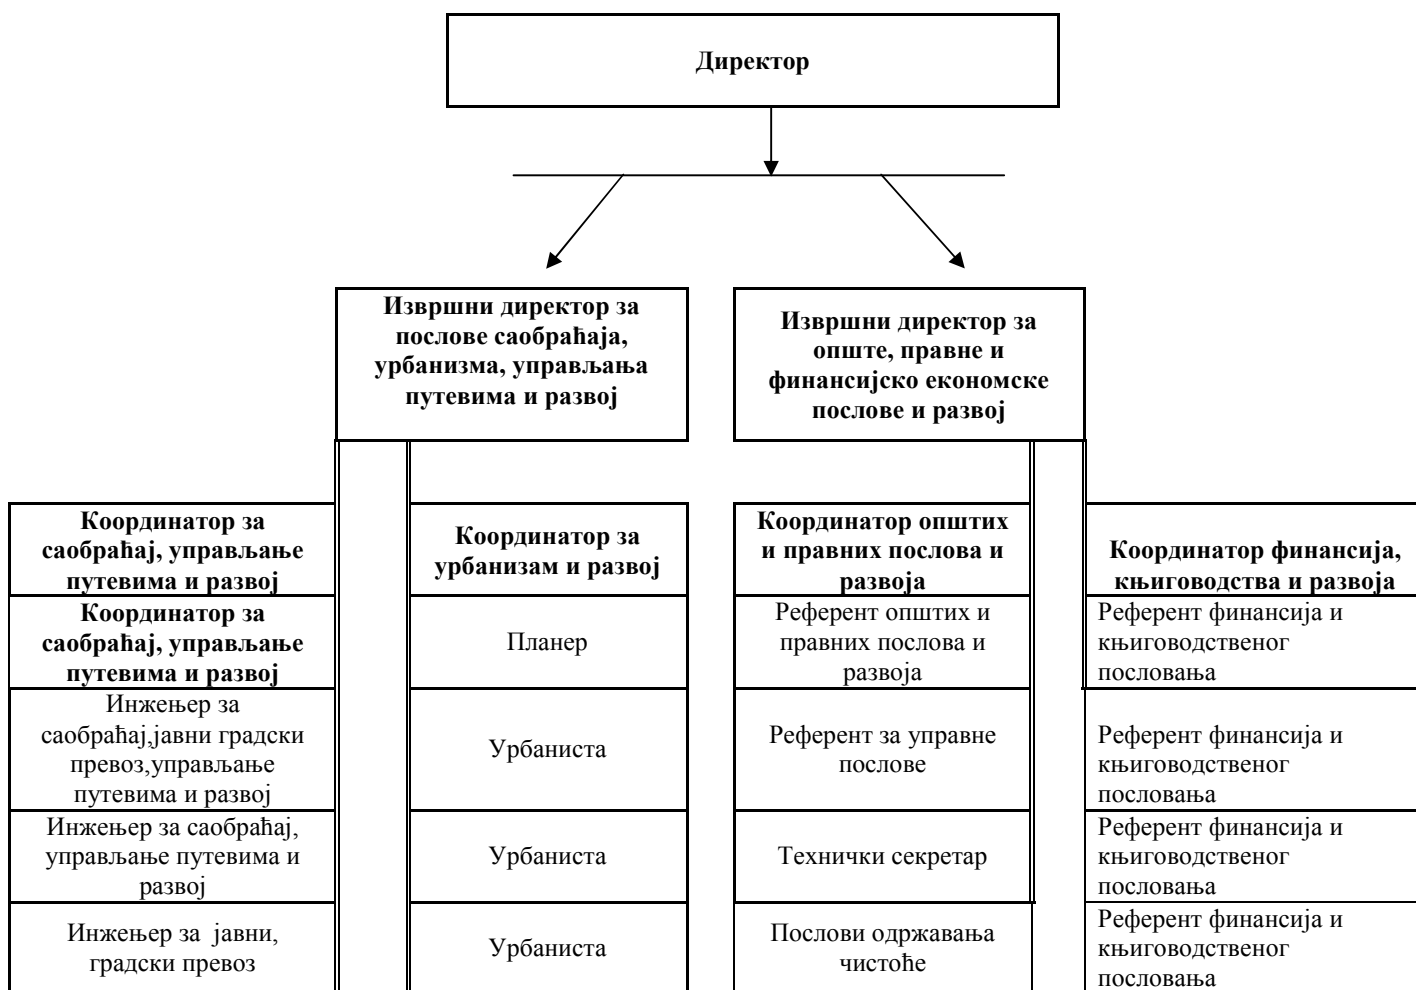 Директор
Извршни директор за
послове саобраћаја,
урбанизма, управљања
путевима и развој
Извршни директор за
опште, правне и
финансијско економске
послове и развој
Координатор за
саобраћај, управљање
путевима и развој
Координатор за
урбанизам и развој
Координатор општих
и правних послова и
развоја
Координатор финансија,
књиговодства и развоја
Координатор за
саобраћај, управљање
путевима и развој
Планер
Референт општих и
правних послова и
развоја
Референт финансија и
књиговодственог
пословања
Инжењер за
саобраћај,јавни градски
превоз,управљање
путевима и развој
Урбаниста
Референт за управне
послове
Референт финансија и
књиговодственог
пословања
Инжењер за саобраћај,
управљање путевима и
развој
Урбаниста
Технички секретар
Референт финансија и
књиговодственог
пословања
Инжењер за  јавни,
градски превоз
Урбаниста
Послови одржавања
чистоће
Референт финансија и
књиговодственог
пословања